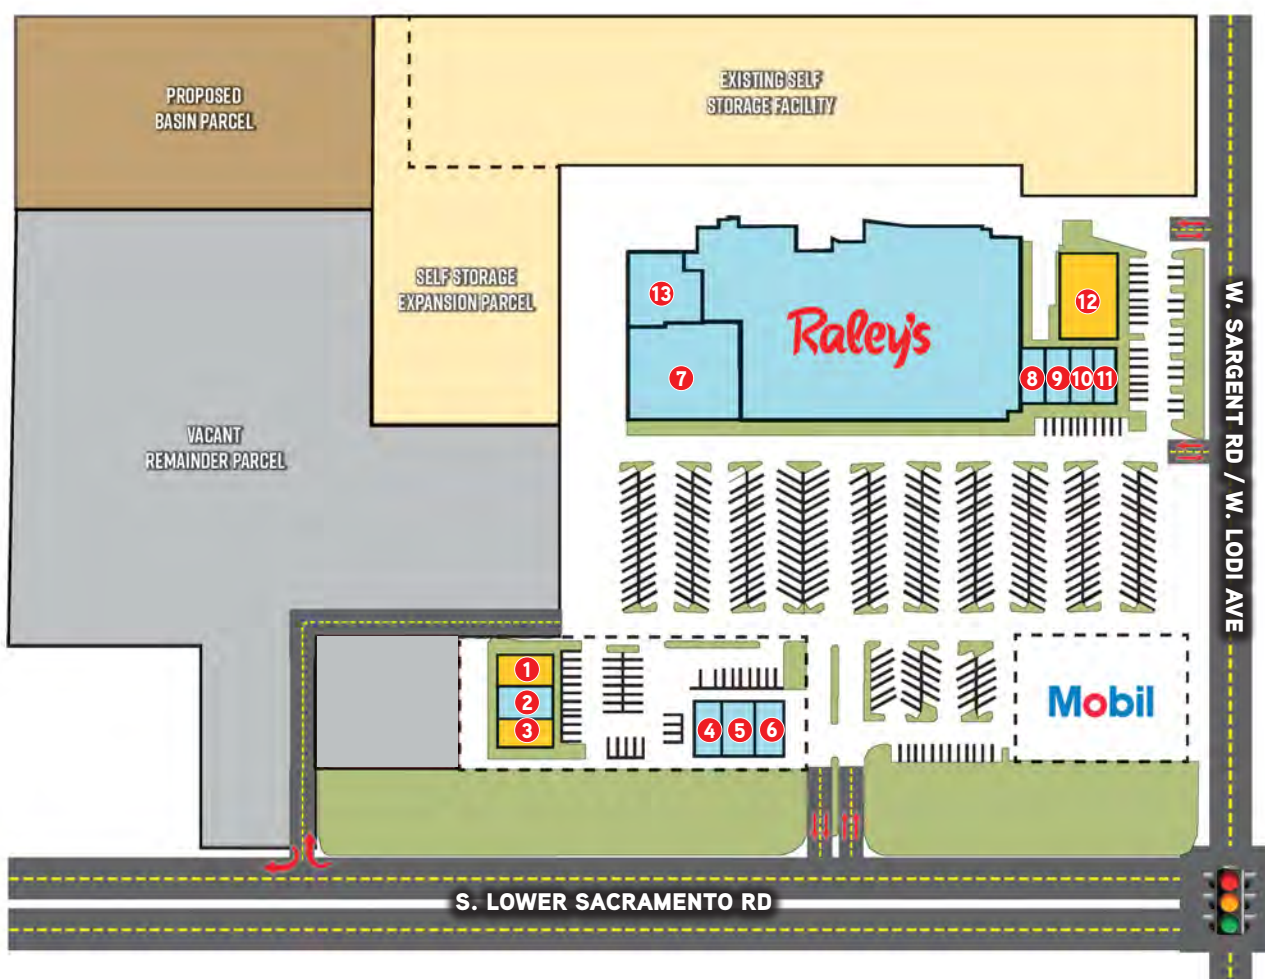 PROPOSED
BASIN PARCEL
EXISTING SELF
STORAGE FACILITY
SELF STORAGE
EXPANSION PARCEL
13
Raley's
12
7
8
9
10
11
VACANT
REMAINDER PARCEL
W. SARGENT RD / W. LODI AVE
1
2
3
4
5
6
Mobil
S. LOWER SACRAMENTO RD